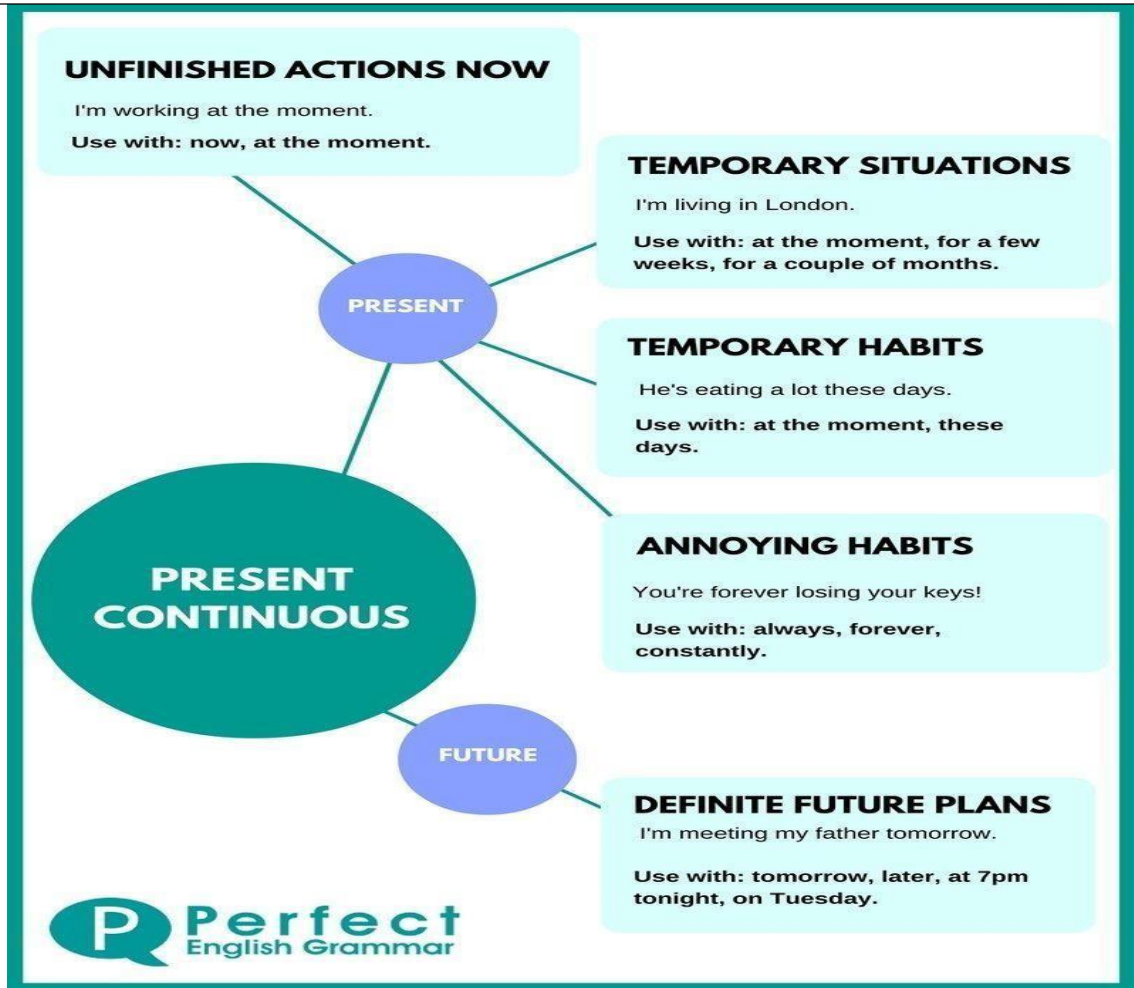 UNFINISHED ACTIONS NOW
I'm working at the moment.
Use with: now, at the moment.
TEMPORARY SITUATIONS
I'm living in London.
Use with: at the moment, for a few
weeks, for a couple of months.
PRESENT
TEMPORARY HABITS
He's eating a lot these days.
Use with: at the moment, these
days.
ANNOYING HABITS
You're forever losing your keys!
Use with: always, forever,
constantly.
PRESENT
CONTINUOUS
FUTURE
DEFINITE FUTURE PLANS
I'm meeting my father tomorrow.
Use with: tomorrow, later, at 7pm
tonight, on Tuesday.
P
Perfect
English Grammar